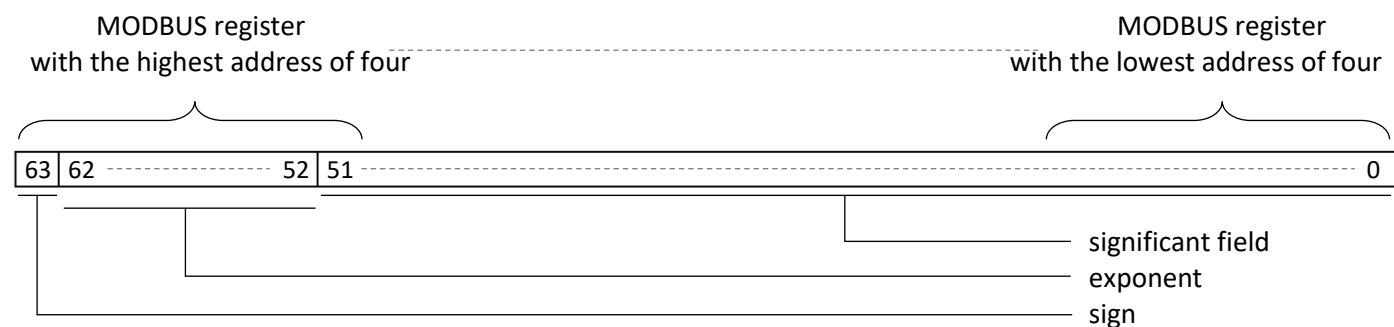 MODBUS register
with the highest address of four
MODBUS register
with the lowest address of four
63 62 52 51 0
significant field
exponent
sign